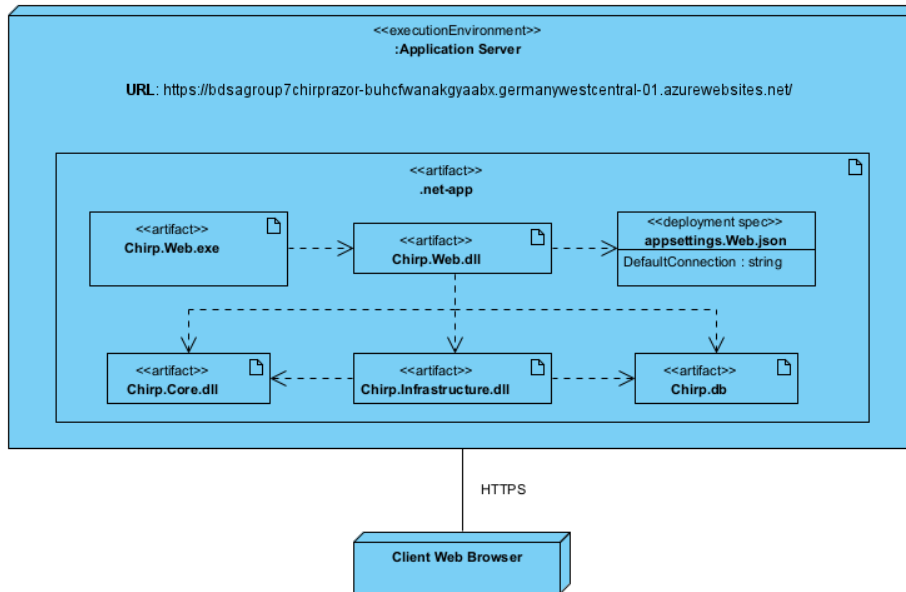 <<executionEnvironment>>
:Application Server
URL: https://bdsagroup7chirprazor-buhcfwanakgyaabx.germanywestcentral-01.azurewebsites.net/
<<artifact>>
.net-app
<<artifact>>
Chirp.Web.exe
<<artifact>>
Chirp.Web.dll
<<deployment spec>>
appsettings.Web.json
DefaultConnection : string
<<artifact>>
Chirp.Core.dll
<<artifact>>
Chirp.Infrastructure.dll
<<artifact>>
Chirp.db
HTTPS
Client Web Browser